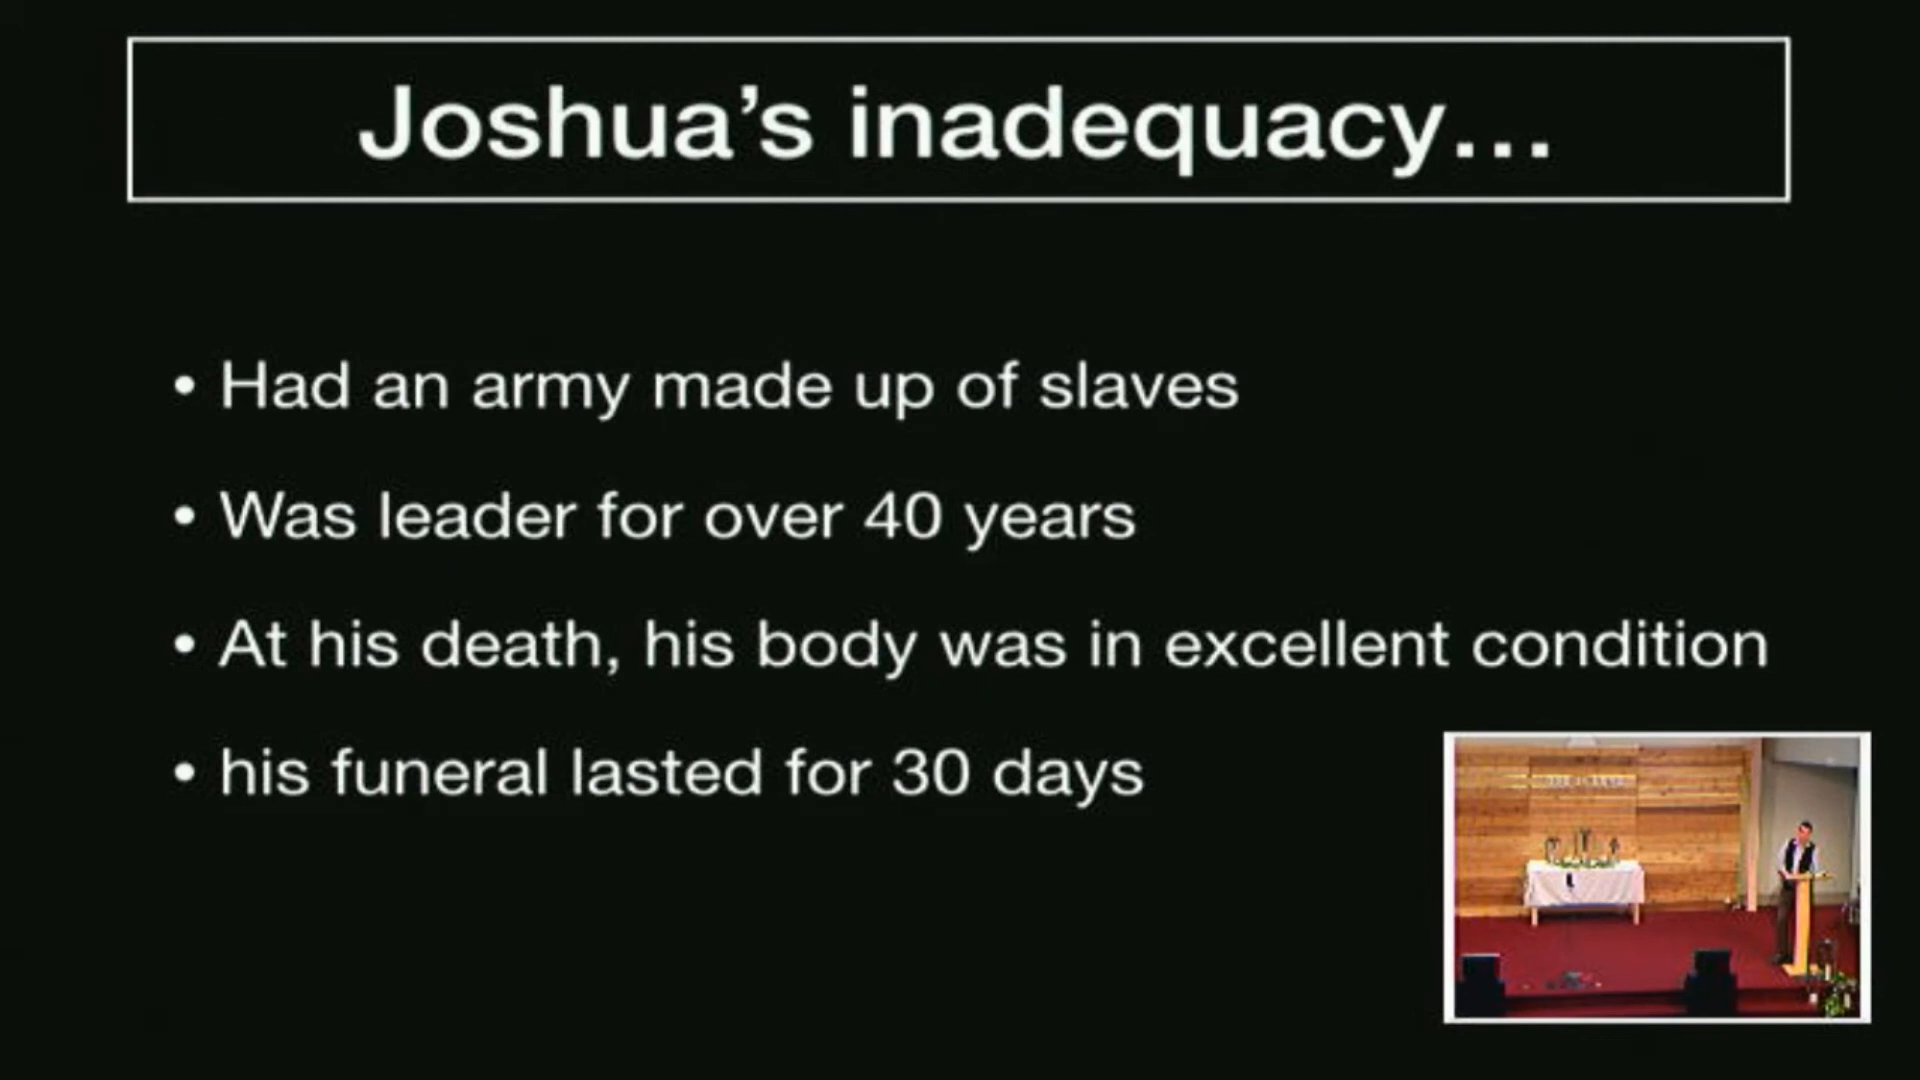 Joshua’s inadequacy...
• Had an army made up of slaves
• Was leader for over 40 years
• At his death, his body was in excellent condition
• his funeral lasted for 30 days